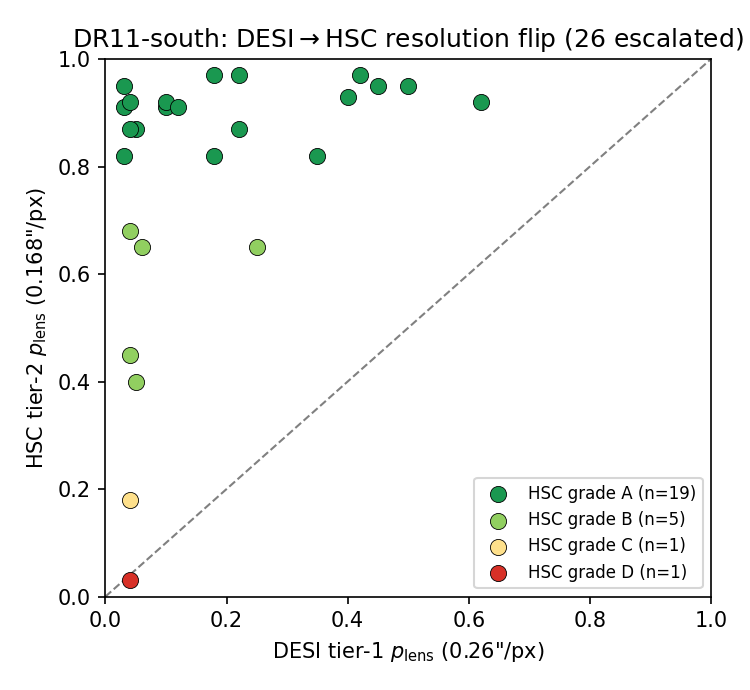 DR11-south: DESI→HSC resolution flip (26 escalated)
1.0
0.8
0.6
0.4
0.2
0.0
HSC tier-2 p_lens (0.168"/px)
HSC grade A (n=19)
HSC grade B (n=5)
HSC grade C (n=1)
HSC grade D (n=1)
0.0 0.2 0.4 0.6 0.8 1.0
DESI tier-1 p_lens (0.26"/px)